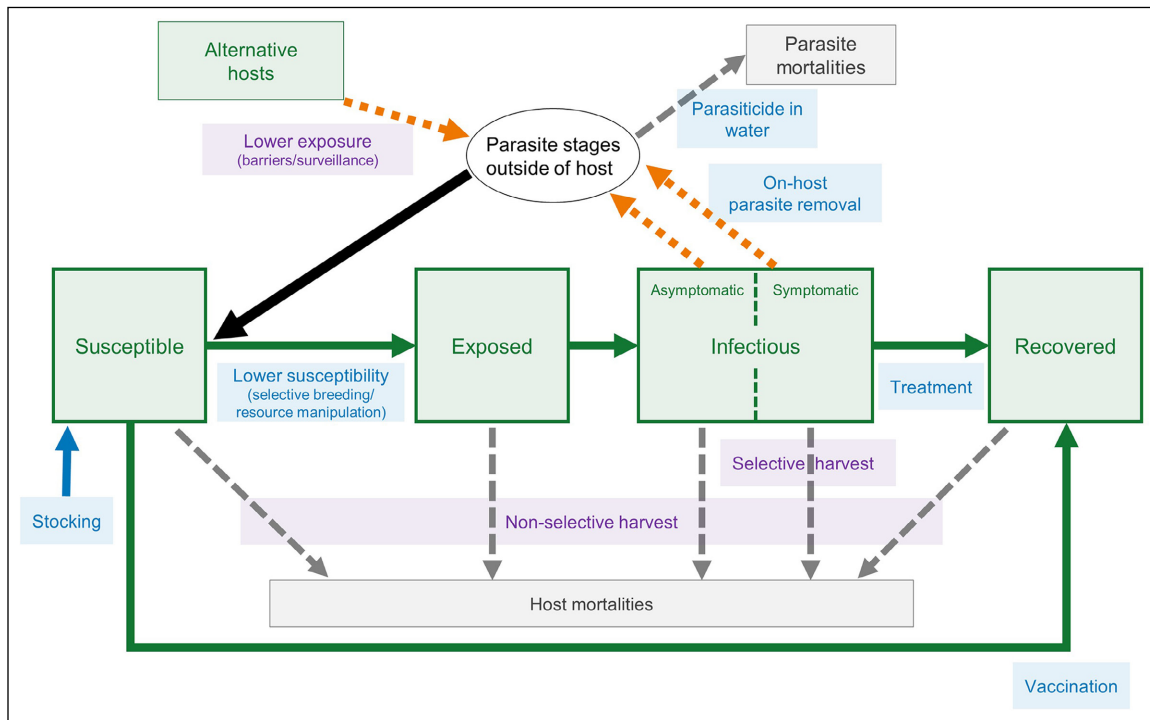 Alternative
hosts
Parasite
mortalities
Parasiticide in
water
Lower exposure
(barriers/surveillance)
Parasite stages
outside of host
On-host
parasite removal
Susceptible
Exposed
Asymptomatic
Symptomatic
Infectious
Recovered
Lower susceptibility
(selective breeding/
resource manipulation)
Treatment
Selective harvest
Stocking
Non-selective harvest
Host mortalities
Vaccination